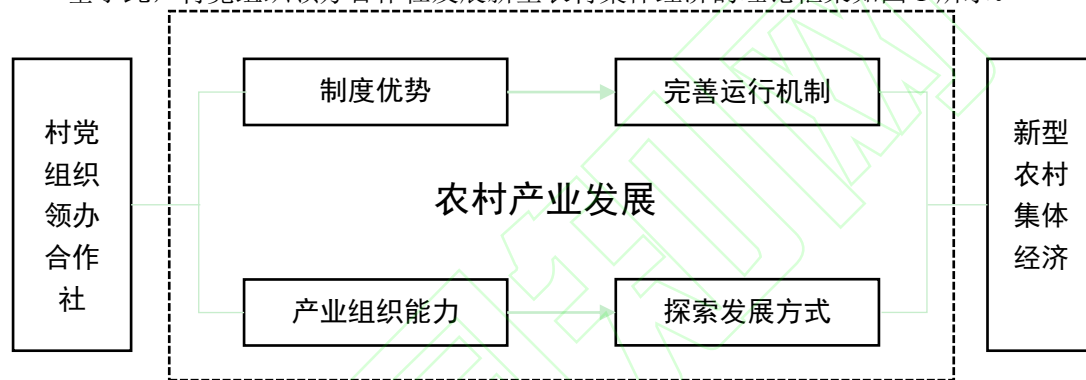 村党
组织
领办
合作
社
制度优势
完善运行机制
农村产业发展
产业组织能力
探索发展方式
新型
农村
集体
经济